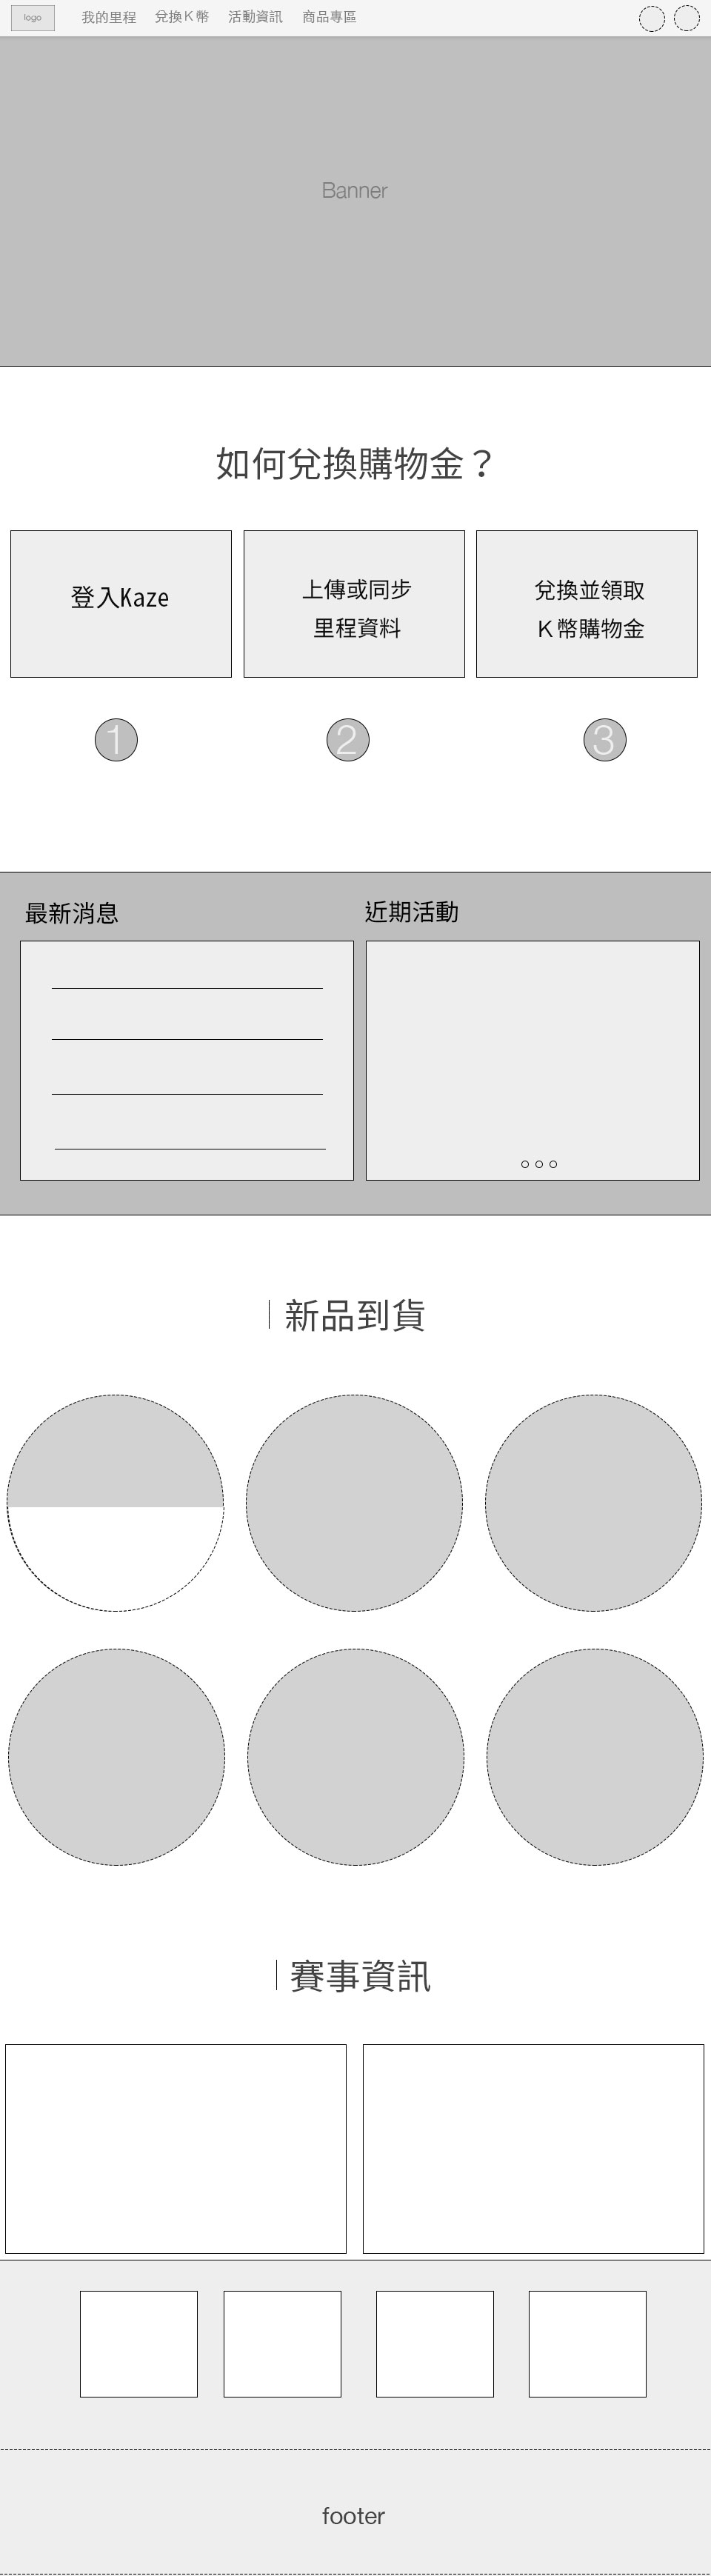 logo
我的里程
兌換K幣
活動資訊
商品專區
Banner
如何兌換購物金？
登入Kaze
上傳或同步
里程資料
兌換並領取
K幣購物金
1
2
3
最新消息
近期活動
新品到貨
賽事資訊
footer